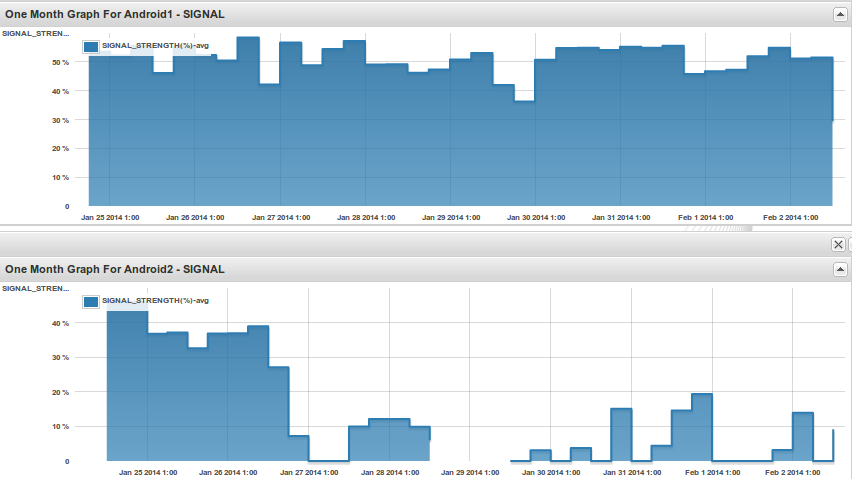 One Month Graph For Android1 - SIGNAL
SIGNAL_STREN...
SIGNAL_STRENGTH(%)-avg
50 %
40 %
30 %
20 %
10 %
0
Jan 25 2014 1:00 Jan 26 2014 1:00 Jan 27 2014 1:00 Jan 28 2014 1:00 Jan 29 2014 1:00 Jan 30 2014 1:00 Jan 31 2014 1:00 Feb 1 2014 1:00 Feb 2 2014 1:00
One Month Graph For Android2 - SIGNAL
SIGNAL_STREN...
SIGNAL_STRENGTH(%)-avg
40 %
30 %
20 %
10 %
0
Jan 25 2014 1:00 Jan 26 2014 1:00 Jan 27 2014 1:00 Jan 28 2014 1:00 Jan 29 2014 1:00 Jan 30 2014 1:00 Jan 31 2014 1:00 Feb 1 2014 1:00 Feb 2 2014 1:00